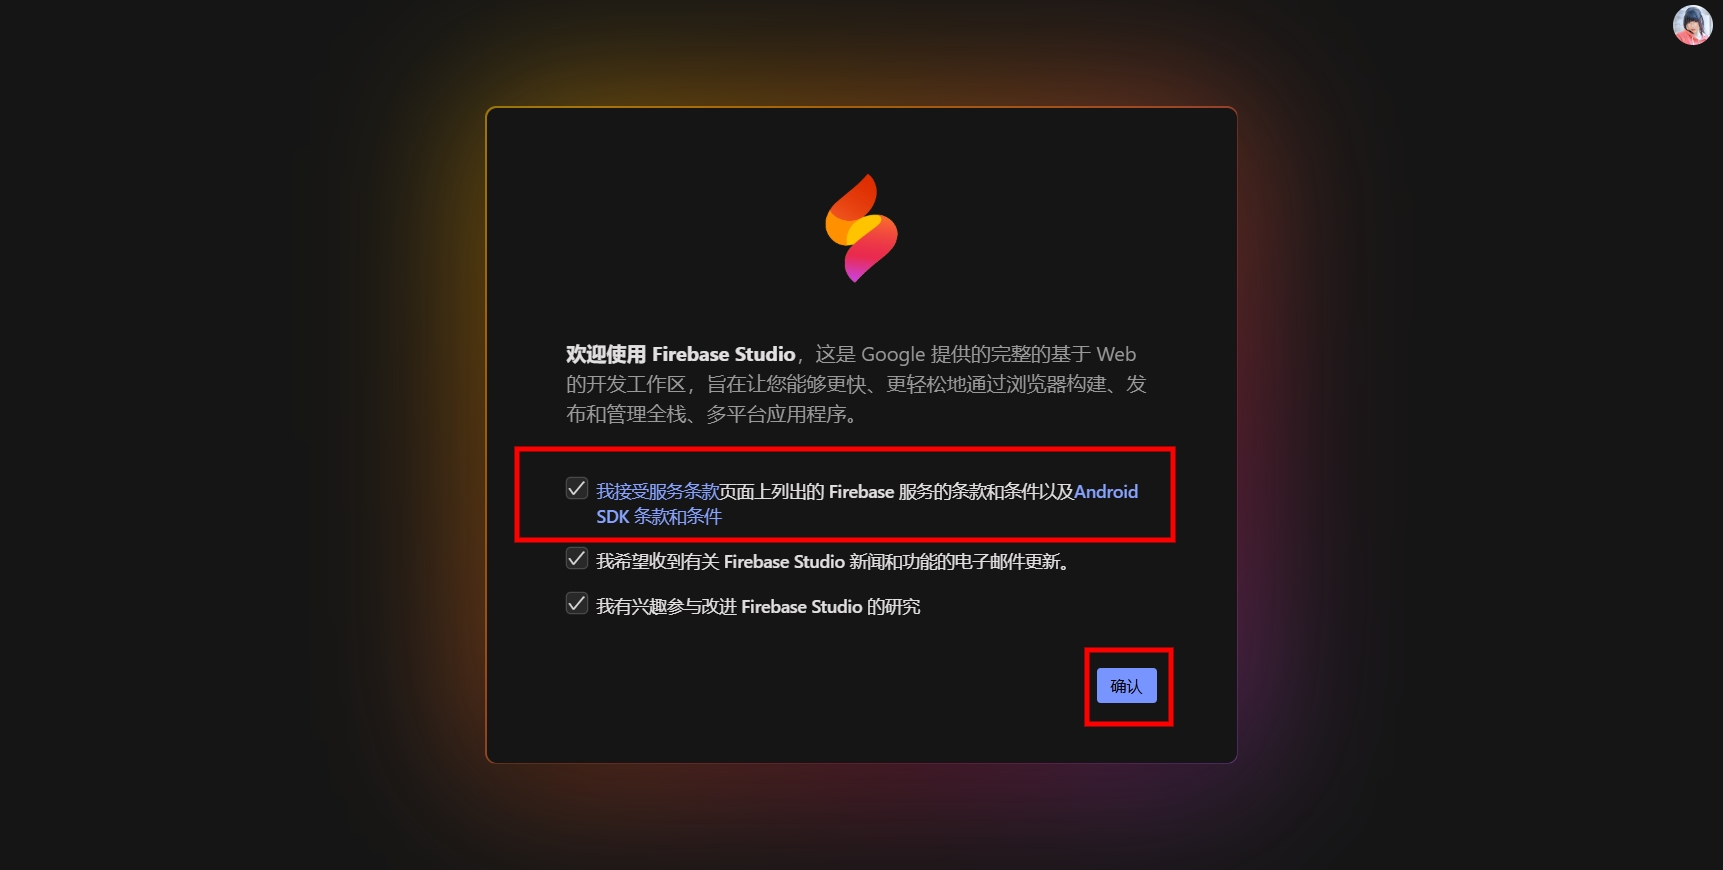 欢迎使用 Firebase Studio，这是 Google 提供的完整的基于 Web
的开发工作区，旨在让您能够更快、更轻松地通过浏览器构建、发
布和管理全栈、多平台应用程序。
我接受服务条款页面上列出的 Firebase 服务的条款和条件以及Android
SDK 条款和条件
我希望收到有关 Firebase Studio 新闻和功能的电子邮件更新。
我有兴趣参与改进 Firebase Studio 的研究
确认